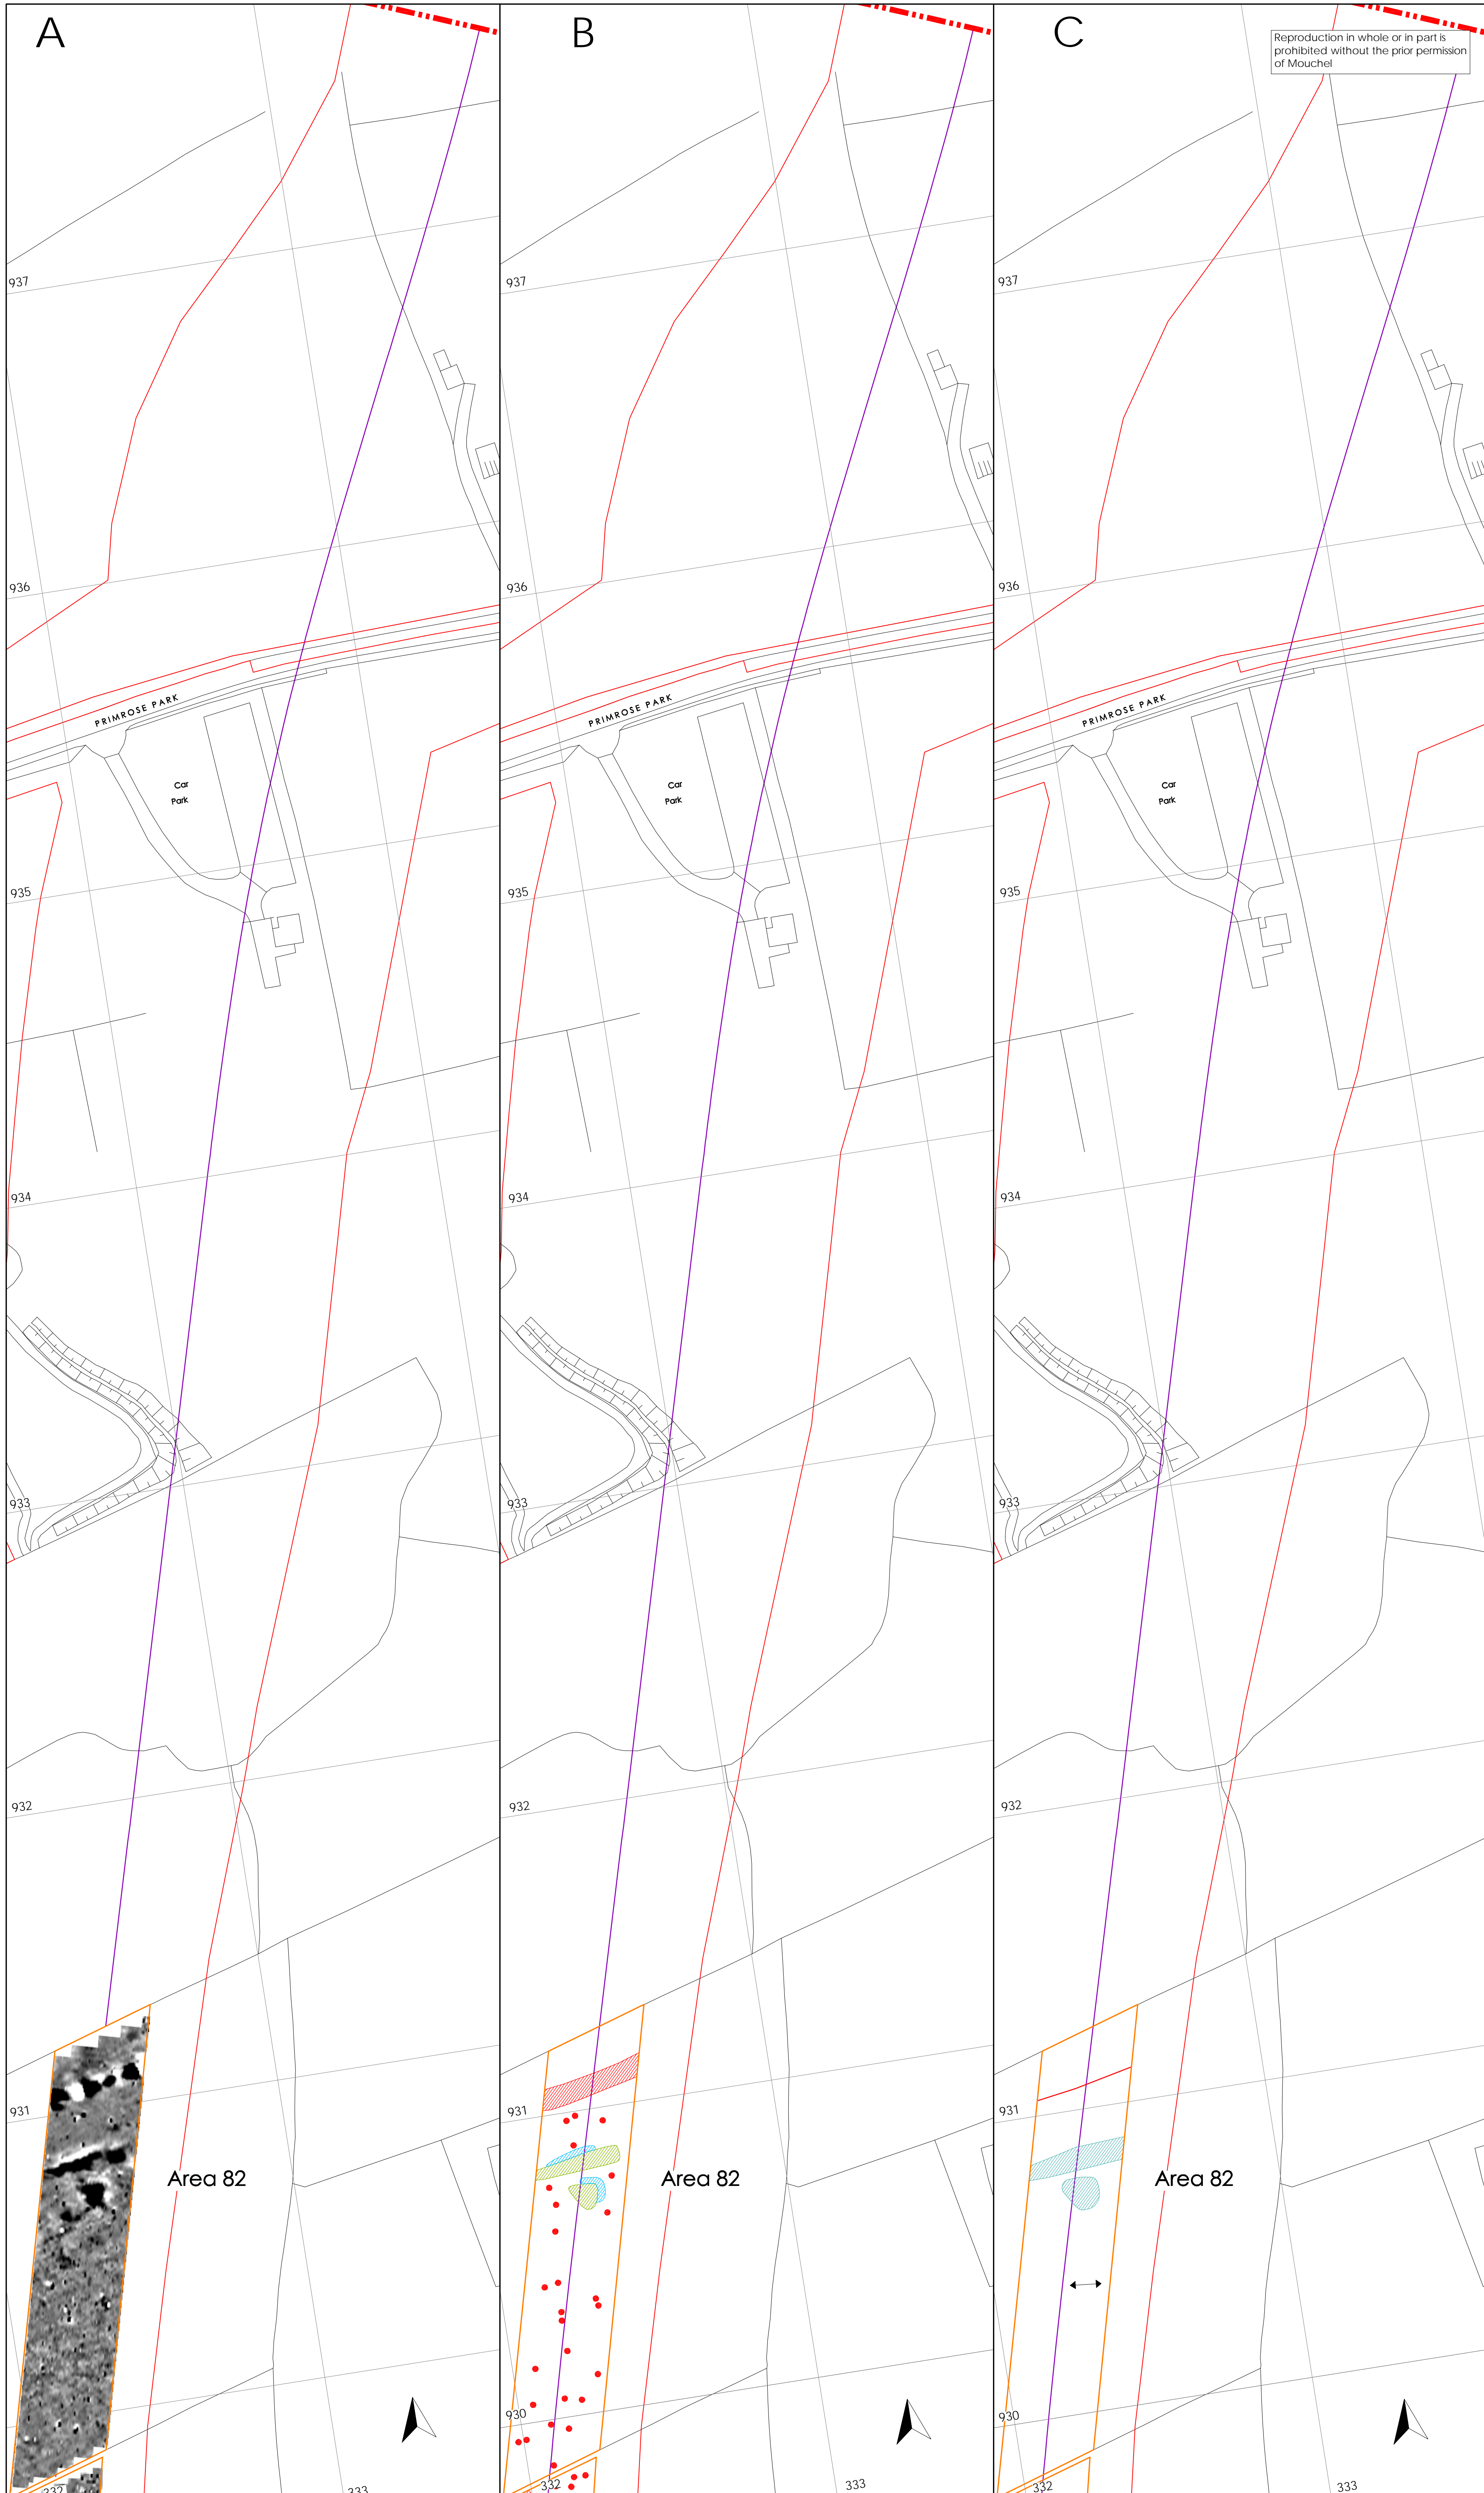 A
937
936
PRIMROSE PARK
Car
Park
935
934
933
932
931
Area 82
332
333
B
937
936
PRIMROSE PARK
Car
Park
935
934
933
932
931
Area 82
930
332
333
C
Reproduction in whole or in part is
prohibited without the prior permission
of Mouchel
937
936
PRIMROSE PARK
Car
Park
935
934
933
932
931
Area 82
930
332
333